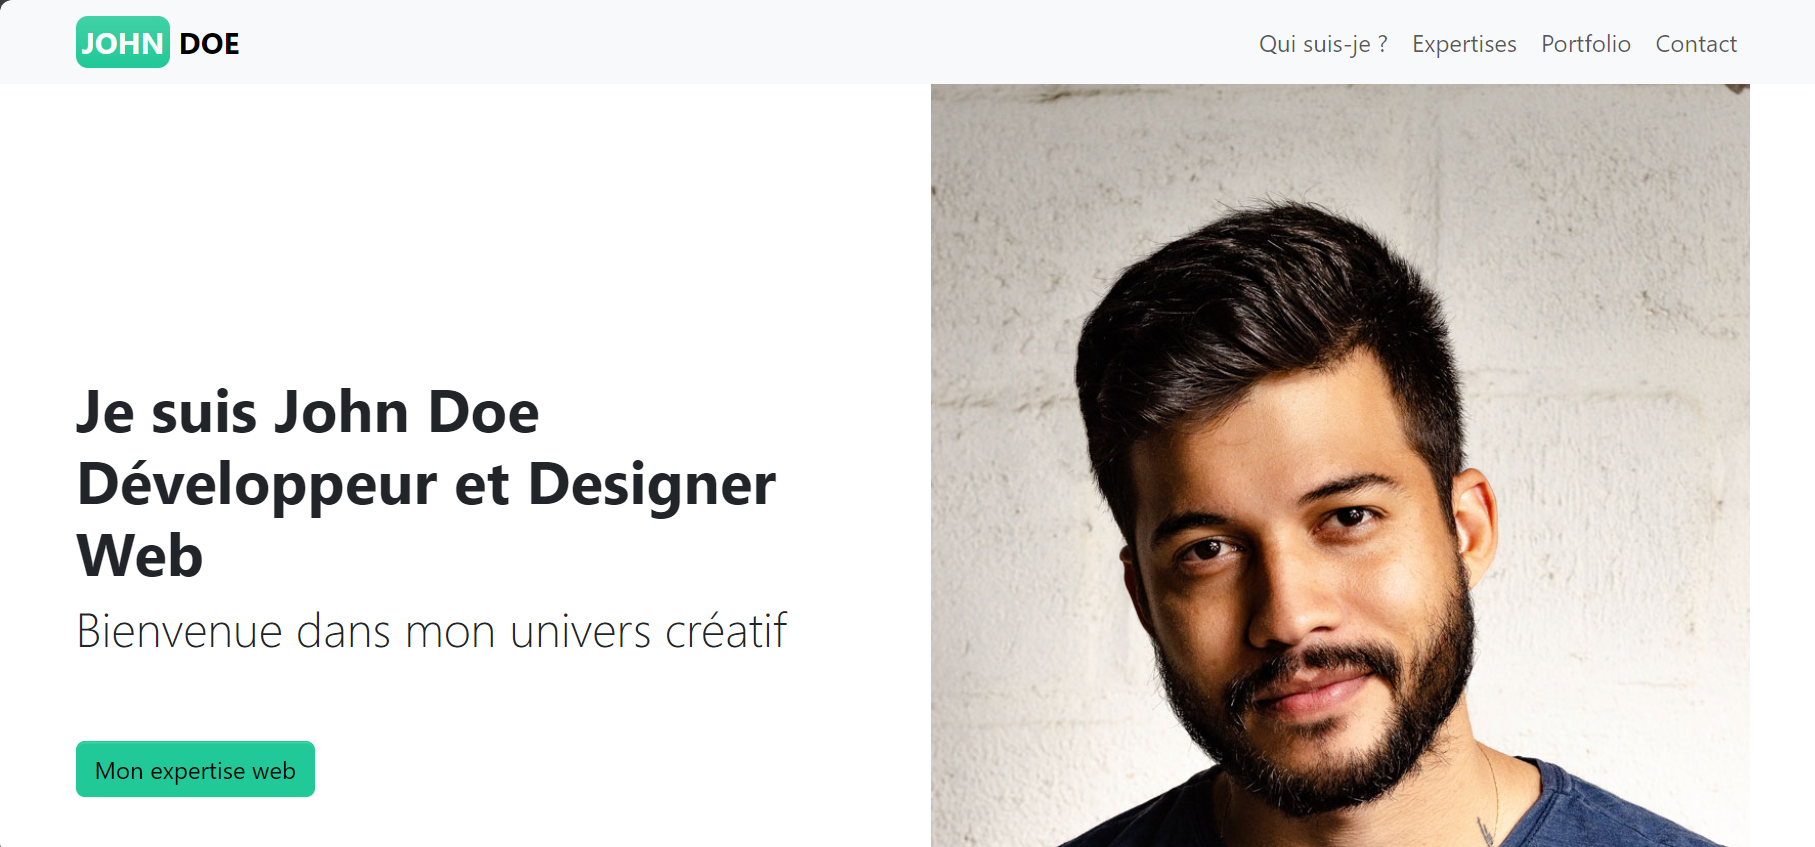 JOHN DOE
Qui suis-je ? Expertises Portfolio Contact
Je suis John Doe
Développeur et Designer
Web
Bienvenue dans mon univers créatif
Mon expertise web